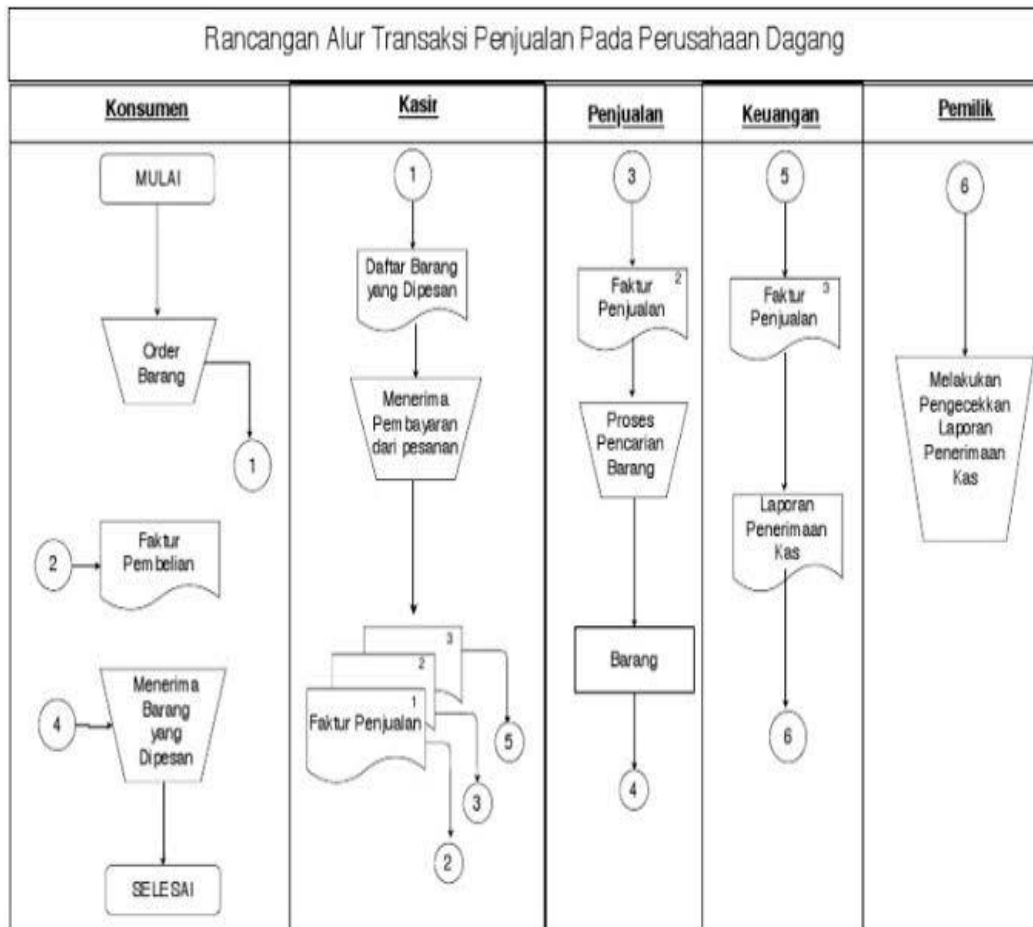 Rancangan Alur Transaksi Penjualan Pada Perusahaan Dagang
Konsumen
MULAI
Order
Barang
1
2
Faktur
Pembelian
4
Menerima
Barang
yang
Dipesan
SELESAI
Kasir
1
Daftar Barang
yang Dipesan
Menerima
Pembayaran
dari pesanan
3
2
1
Faktur Penjualan
5
3
2
Penjualan
3
2
Faktur
Penjualan
Proses
Pencarian
Barang
Barang
4
Keuangan
5
3
Faktur
Penjualan
Laporan
Penerimaan
Kas
6
Pemilik
6
Melakukan
Pengecekkan
Laporan
Penerimaan
Kas